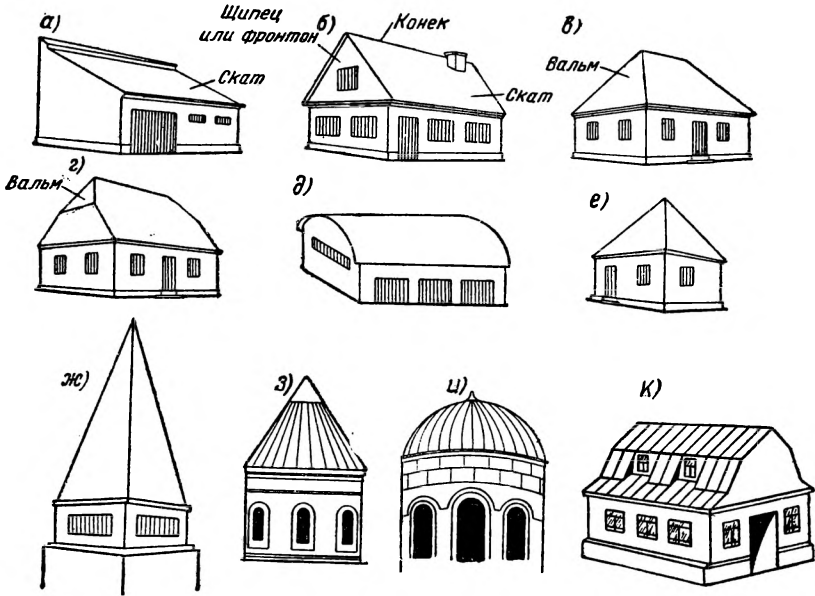 а)
Щипец
или фронтон
б)
Конек
в)
Вальм
Скат
Скат
г)
Вальм
д)
е)
ж)
з)
и)
к)